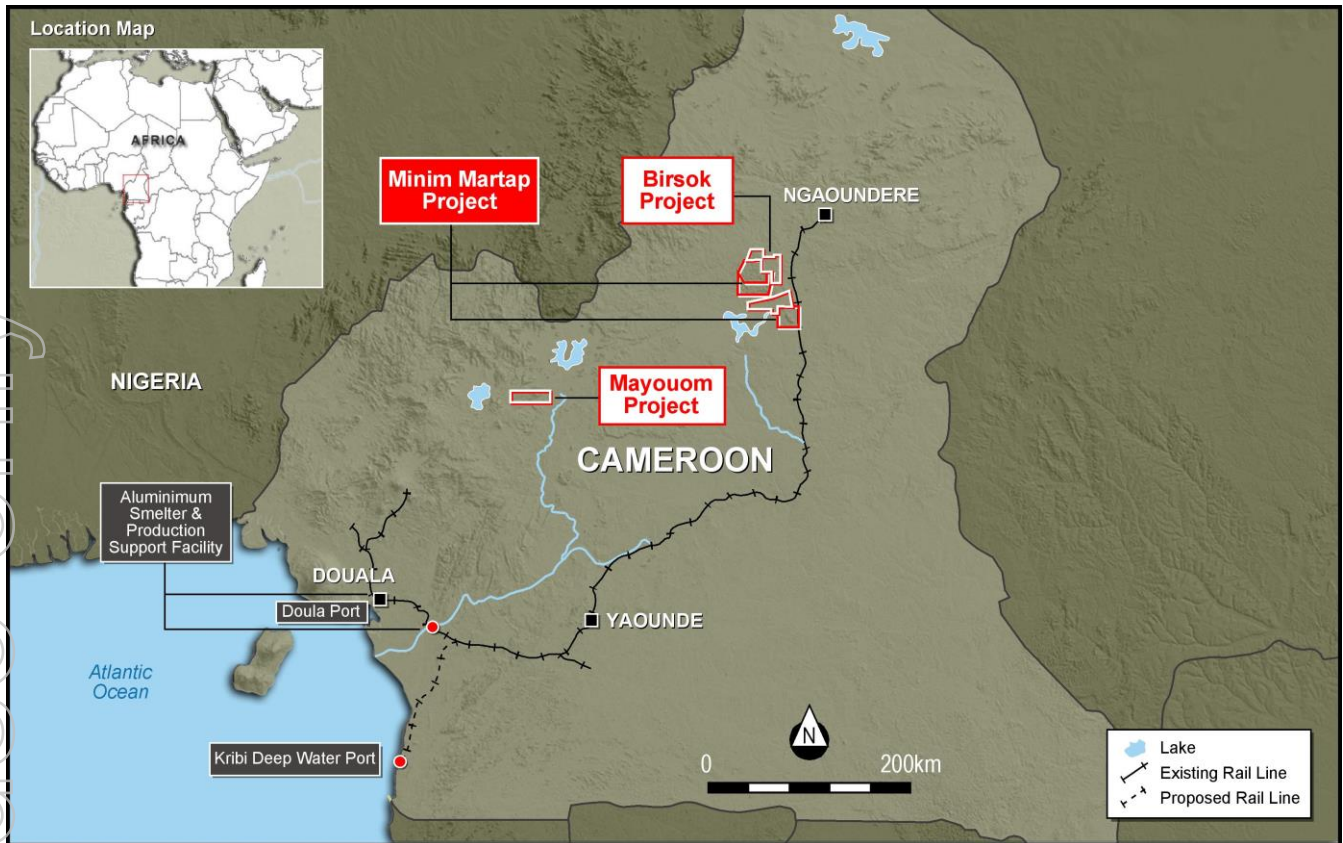 Location Map
AFRICA
Minim Martap
Project
Birsok
Project
NGAOUNDERE
NIGERIA
Mayouom
Project
CAMEROON
Aluminimum
Smelter &
Production
Support Facility
DOUALA
Doula Port
YAOUNDE
Atlantic
Ocean
Kribi Deep Water Port
N
0 200km
Lake
Existing Rail Line
Proposed Rail Line